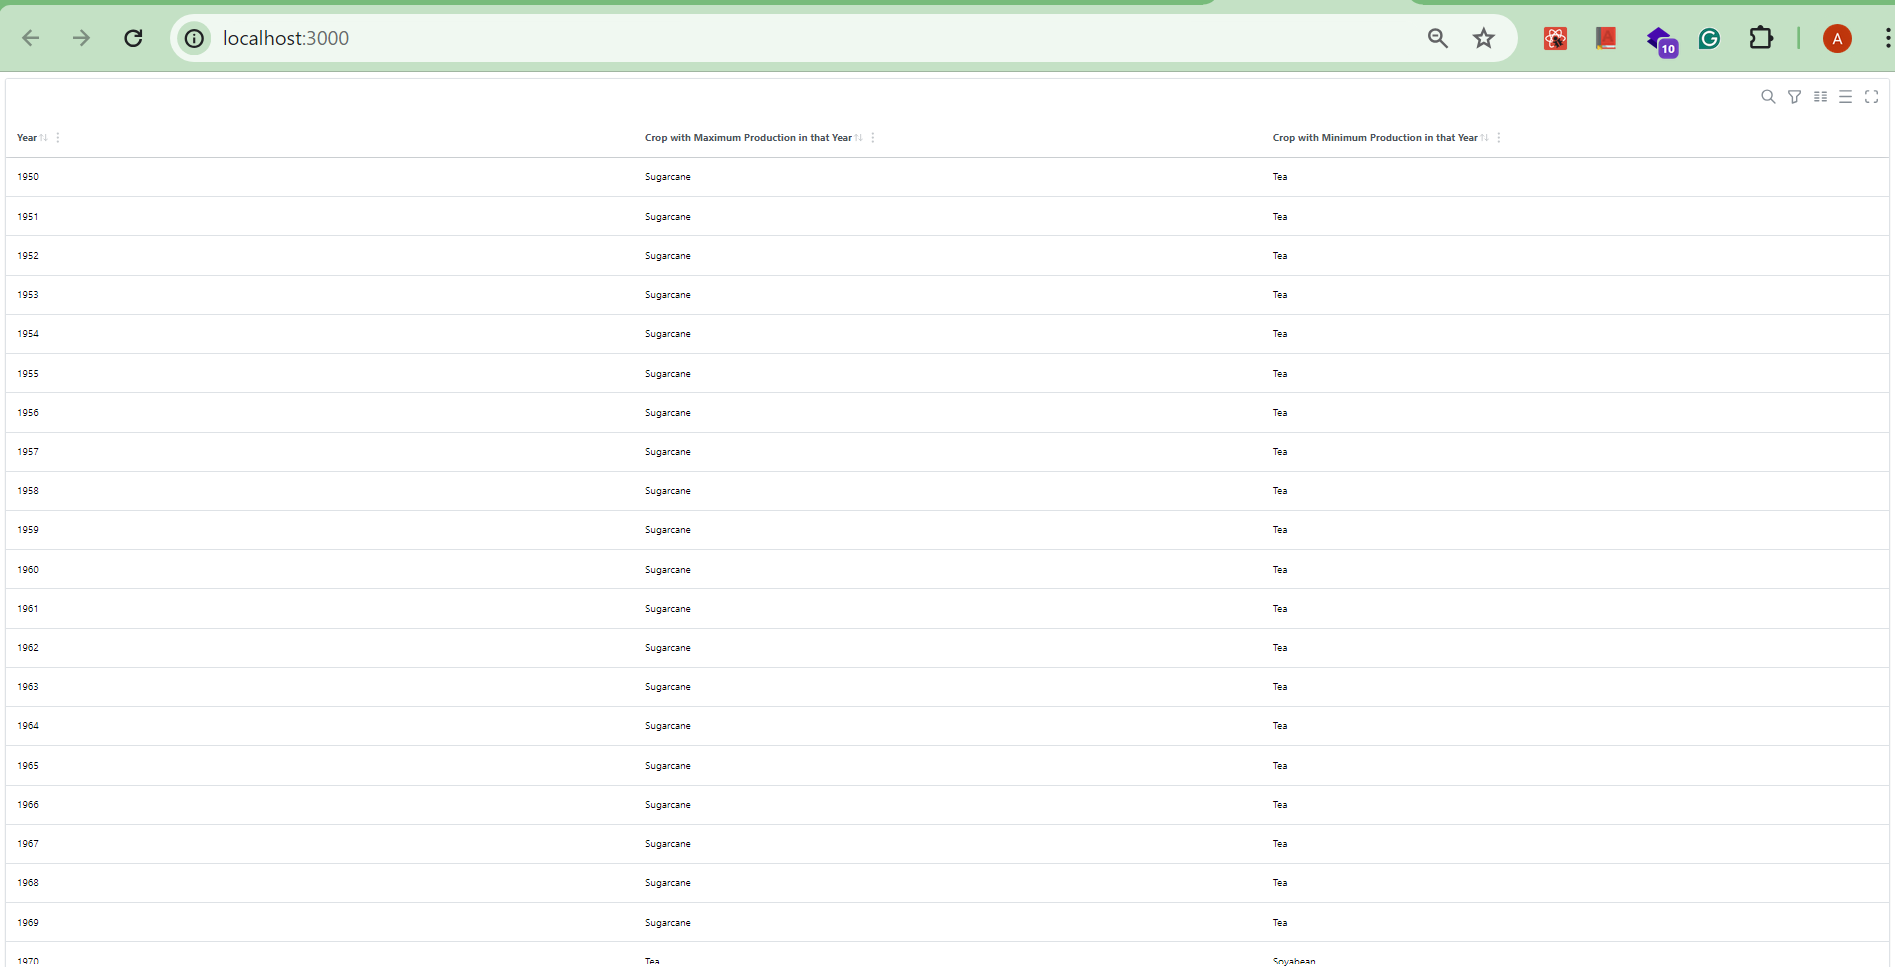 localhost:3000
10
A
Year Crop with Maximum Production in that Year Crop with Minimum Production in that Year
1950 Sugarcane Tea
1951 Sugarcane Tea
1952 Sugarcane Tea
1953 Sugarcane Tea
1954 Sugarcane Tea
1955 Sugarcane Tea
1956 Sugarcane Tea
1957 Sugarcane Tea
1958 Sugarcane Tea
1959 Sugarcane Tea
1960 Sugarcane Tea
1961 Sugarcane Tea
1962 Sugarcane Tea
1963 Sugarcane Tea
1964 Sugarcane Tea
1965 Sugarcane Tea
1966 Sugarcane Tea
1967 Sugarcane Tea
1968 Sugarcane Tea
1969 Sugarcane Tea
1970 Tea Soyabean